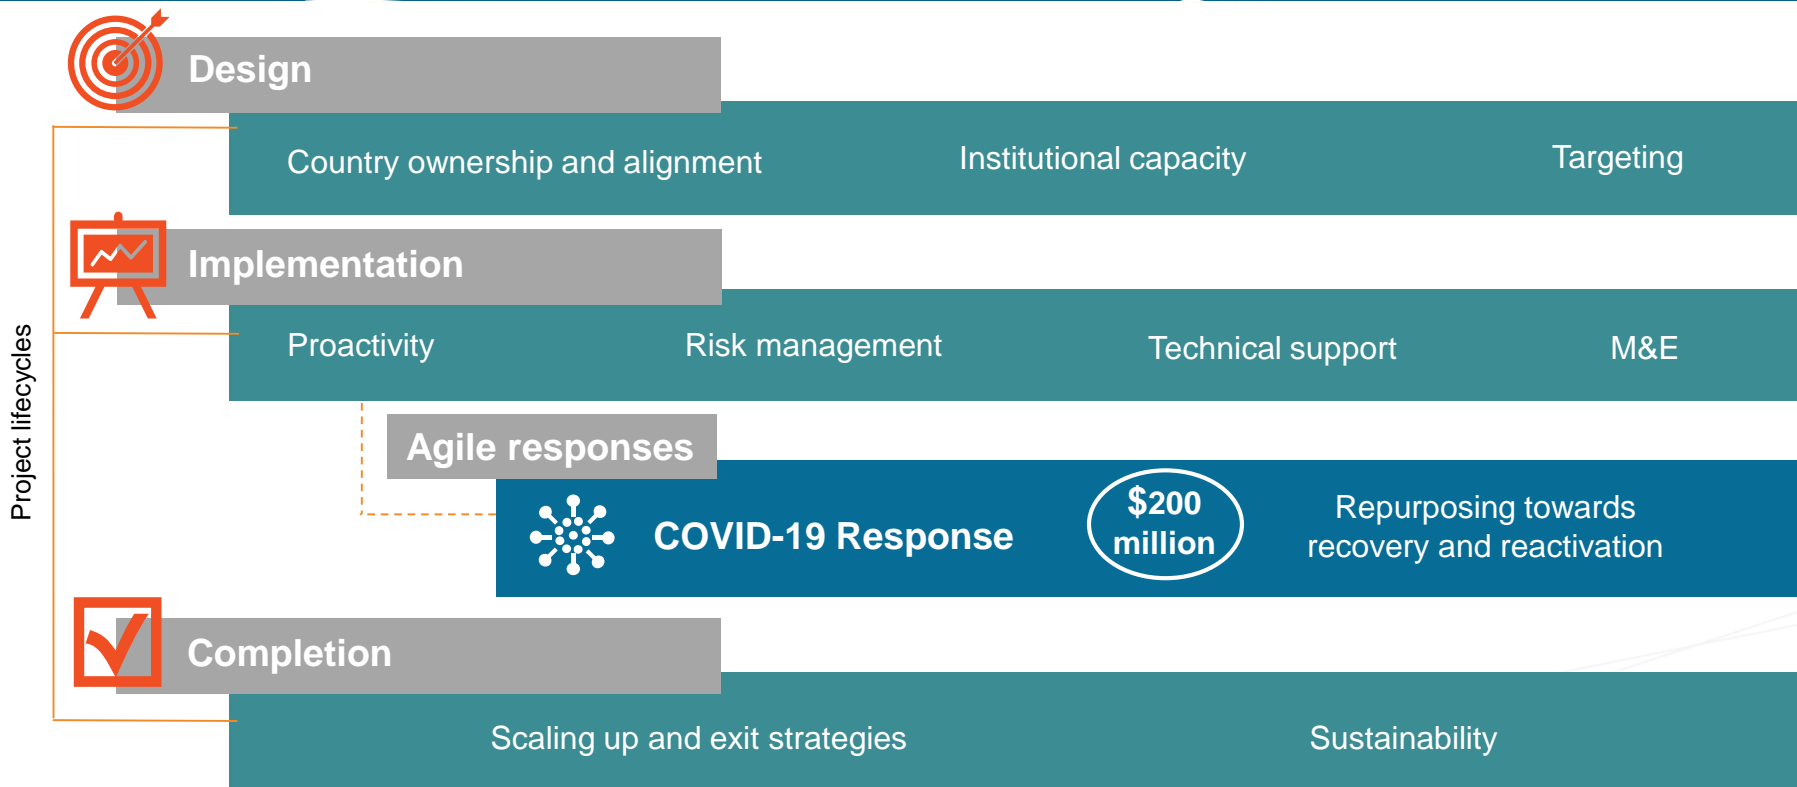 Design
Country ownership and alignment
Institutional capacity
Targeting
Implementation
Proactivity
Risk management
Technical support
M&E
Project lifecycles
Agile responses
COVID-19 Response
$200
million
Repurposing towards
recovery and reactivation
Completion
Scaling up and exit strategies
Sustainability